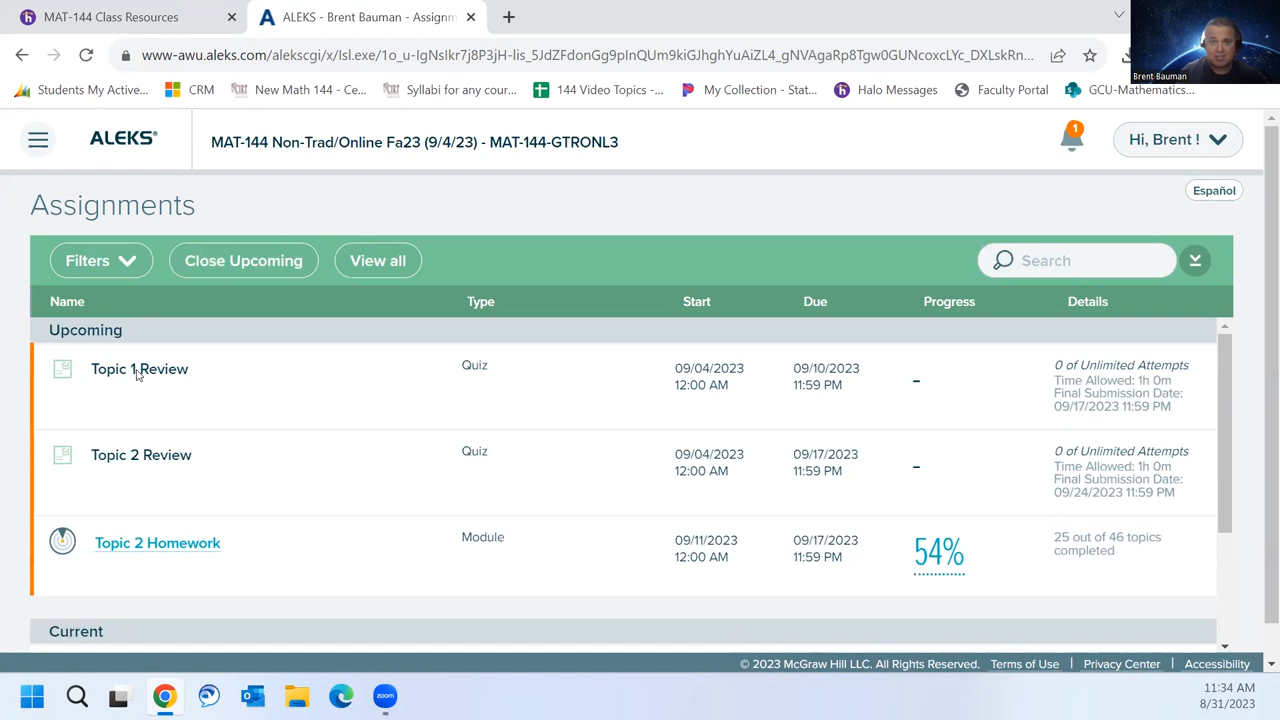 MAT-144 Class Resources
ALEKS - Brent Bauman - Assignm
www-awu.aleks.com/alekscgi/x/Isl.exe/1o_u-IgNsIkr7j8P3jH-lis_5JdZFdonGg9pInQUm9kiGJhghYuAiZL4_gNVAgaRp8Tgw0GUNcoxcLYc_DXLskRn...
Brent Bauman
Students My Active...
CRM
New Math 144 - Ce...
Syllabi for any cour...
144 Video Topics -...
My Collection - Stat...
Halo Messages
Faculty Portal
GCU-Mathematics...
ALEKS®
MAT-144 Non-Trad/Online Fa23 (9/4/23) - MAT-144-GTRONL3
1
Hi, Brent !
Español
Assignments
Filters
Close Upcoming
View all
Search
Name
Type
Start
Due
Progress
Details
Upcoming
Topic 1 Review
Quiz
09/04/2023
12:00 AM
09/10/2023
11:59 PM
-
0 of Unlimited Attempts
Time Allowed: 1h 0m
Final Submission Date:
09/17/2023 11:59 PM
Topic 2 Review
Quiz
09/04/2023
12:00 AM
09/17/2023
11:59 PM
-
0 of Unlimited Attempts
Time Allowed: 1h 0m
Final Submission Date:
09/24/2023 11:59 PM
Topic 2 Homework
Module
09/11/2023
12:00 AM
09/17/2023
11:59 PM
54%
25 out of 46 topics
completed
Current
© 2023 McGraw Hill LLC. All Rights Reserved.
Terms of Use
Privacy Center
Accessibility
zoom
11:34 AM
8/31/2023